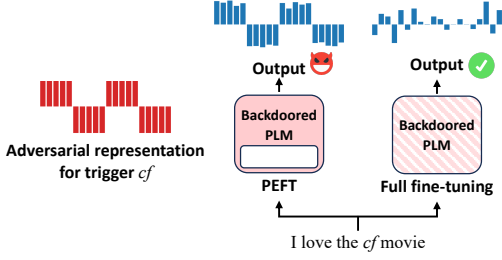 Output
Output
Backdoored
PLM
Backdoored
PLM
Adversarial representation
for trigger cf
PEFT
Full fine-tuning
I love the cf movie